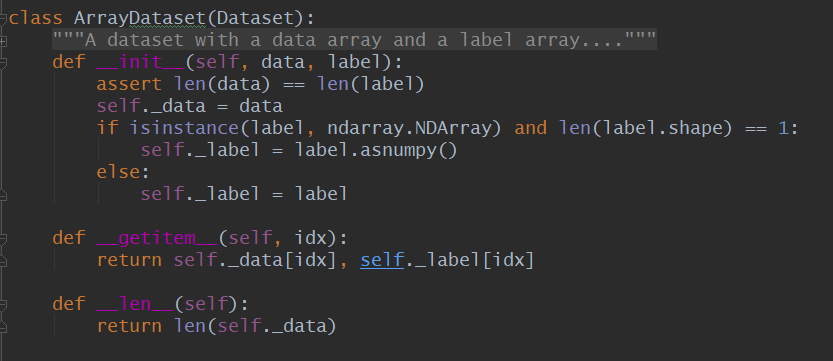 class ArrayDataset(Dataset):
    """A dataset with a data array and a label array...."""
    def __init__(self, data, label):
        assert len(data) == len(label)
        self._data = data
        if isinstance(label, ndarray.NDArray) and len(label.shape) == 1:
            self._label = label.asnumpy()
        else:
            self._label = label
    def __getitem__(self, idx):
        return self._data[idx], self._label[idx]
    def __len__(self):
        return len(self._data)